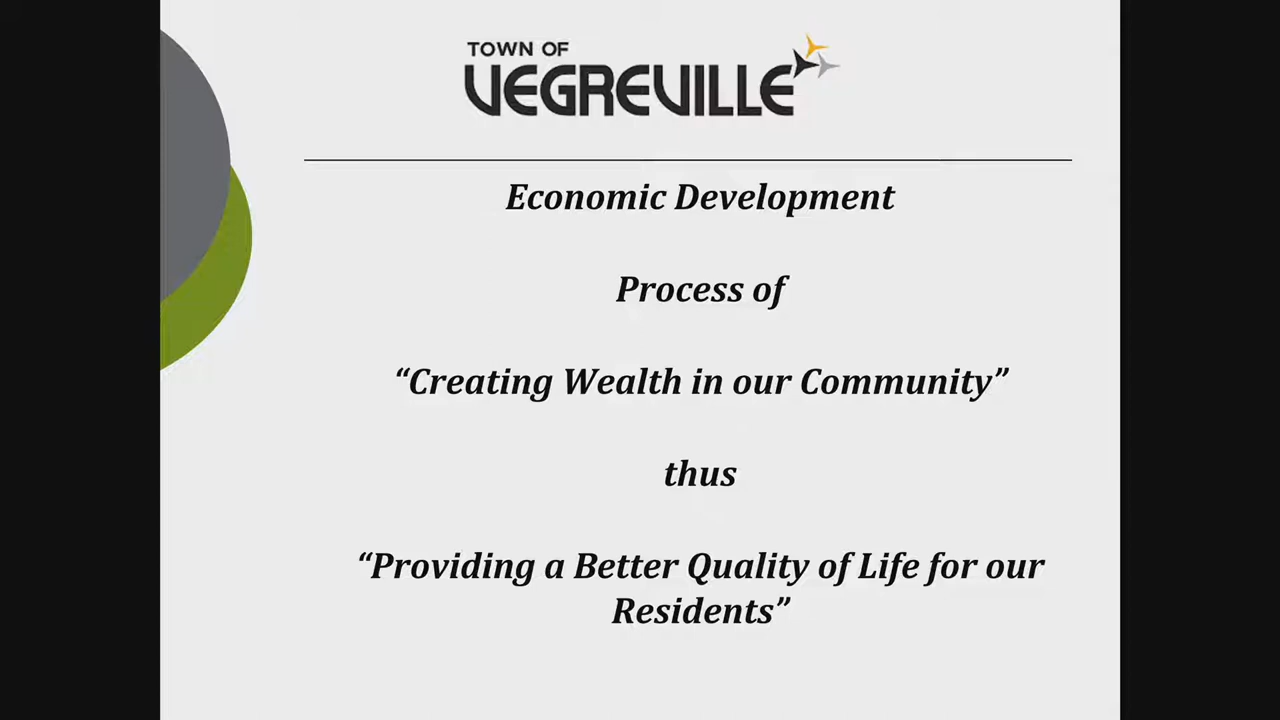 TOWN OF
VEGREVILLE
Economic Development
Process of
“Creating Wealth in our Community”
thus
“Providing a Better Quality of Life for our
Residents”